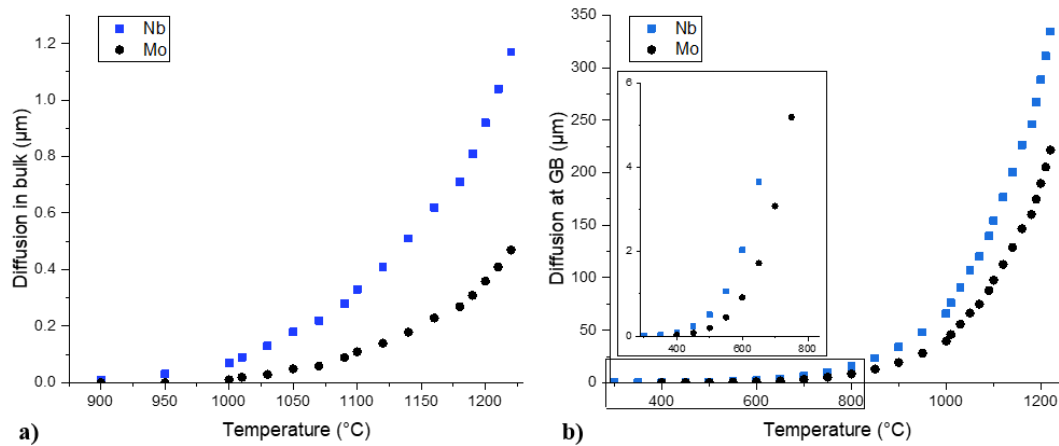 Nb
Mo
1.2
1.0
0.8
0.6
0.4
0.2
0.0
Diffusion in bulk (µm)
900 950 1000 1050 1100 1150 1200
Temperature (°C)
a)
Nb
Mo
350
300
250
200
150
100
50
0
Diffusion at GB (µm)
6
4
2
0
400 600 800
400 600 800 1000 1200
Temperature (°C)
b)